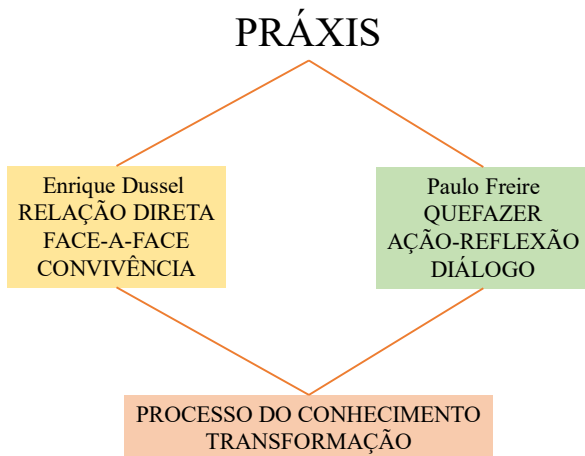 PRÁXIS
Enrique Dussel
RELAÇÃO DIRETA
FACE-A-FACE
CONVIVÊNCIA
Paulo Freire
QUEFAZER
AÇÃO-REFLEXÃO
DIÁLOGO
PROCESSO DO CONHECIMENTO
TRANSFORMAÇÃO